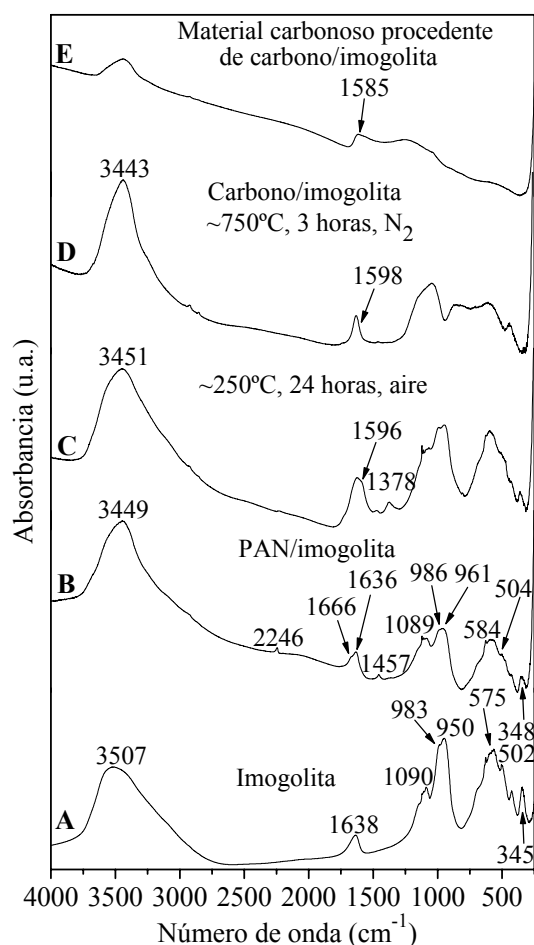 Material carbonoso procedente
de carbono/imogolita
E
1585
3443
Carbono/imogolita
~750ºC, 3 horas, N2
D
1598
3451
~250ºC, 24 horas, aire
1596
C
1378
3449
PAN/imogolita
B
1636
986
961
504
1666
1089
584
2246
1457
575
348
983
950
502
3507
Imogolita
1090
A
1638
345
4000 3500 3000 2500 2000 1500 1000 500
Número de onda (cm-1)
Absorbancia (u.a.)